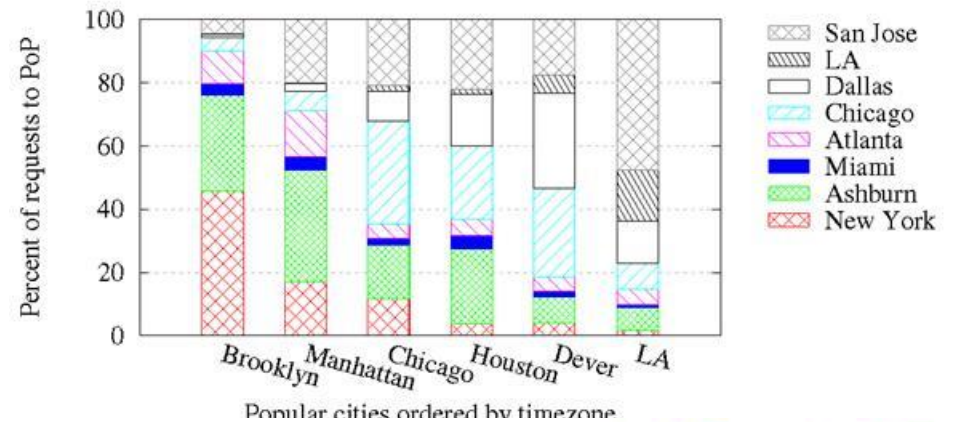 Percent of requests to PoP
100
80
60
40
20
0
Brooklyn
Manhattan
Chicago
Houston
Dever
LA
Popular cities ordered by timezone
San Jose
LA
Dallas
Chicago
Atlanta
Miami
Ashburn
New York